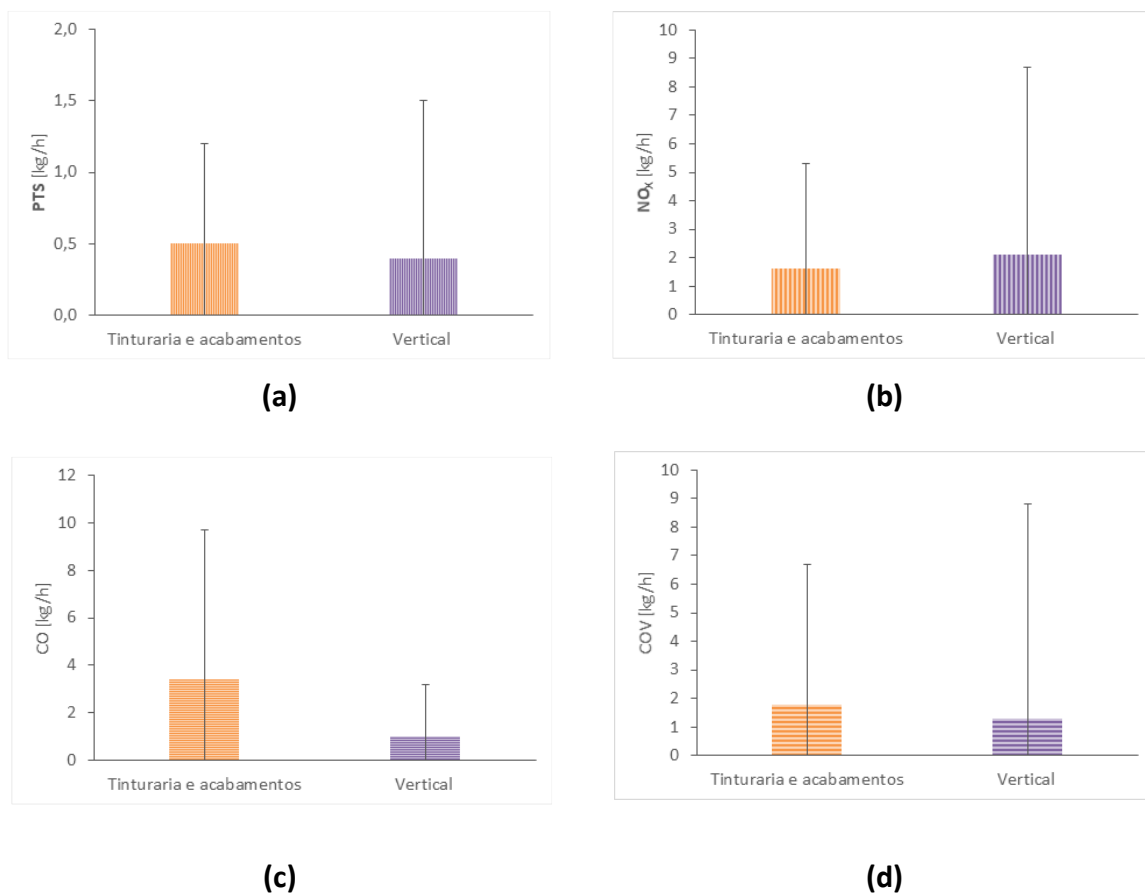 2,0
1,5
1,0
0,5
0,0
PTS [kg/h]
Tinturaria e acabamentos
Vertical
(a)
10
9
8
7
6
5
4
3
2
1
0
NOX [kg/h]
Tinturaria e acabamentos
Vertical
(b)
12
10
8
6
4
2
0
CO [kg/h]
Tinturaria e acabamentos
Vertical
(c)
10
9
8
7
6
5
4
3
2
1
0
COV [kg/h]
Tinturaria e acabamentos
Vertical
(d)